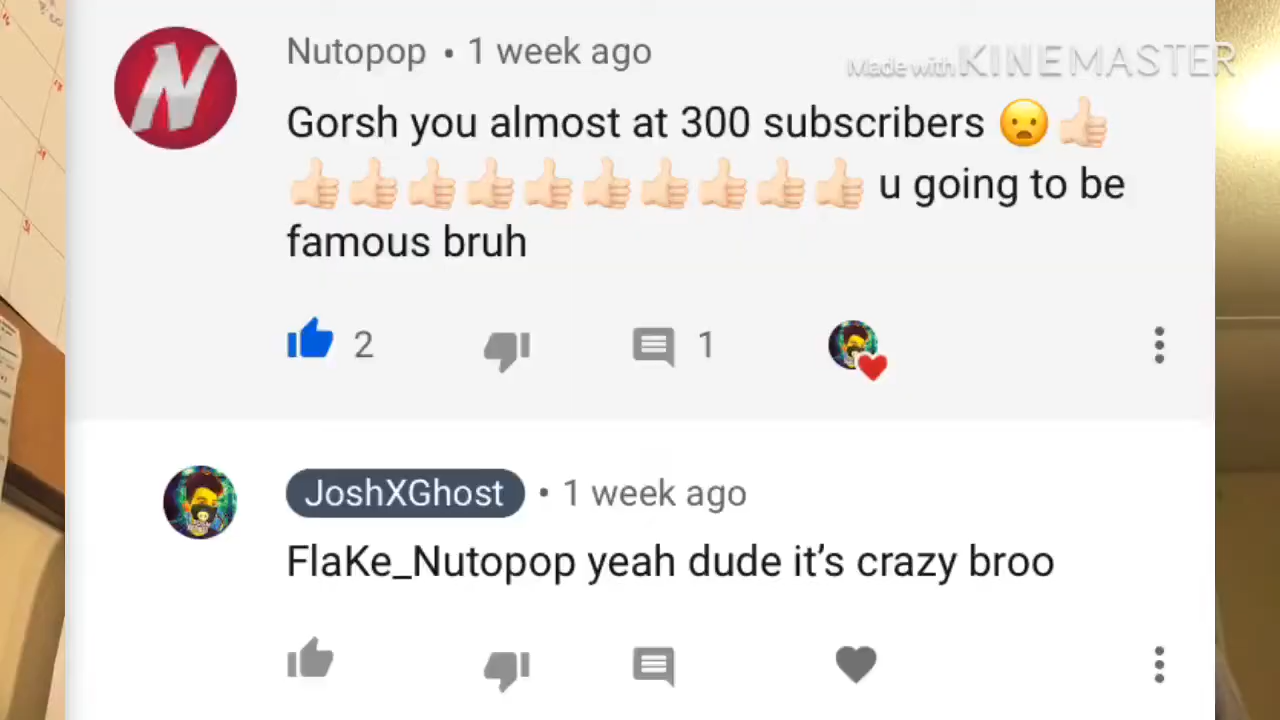 Nutopop • 1 week ago
Made with KINEMASTER
Gorsh you almost at 300 subscribers 😦👍🏻
👍🏻👍🏻👍🏻👍🏻👍🏻👍🏻👍🏻👍🏻👍🏻👍🏻 u going to be
famous bruh
2 1
JoshXGhost • 1 week ago
FlaKe_Nutopop yeah dude it’s crazy broo